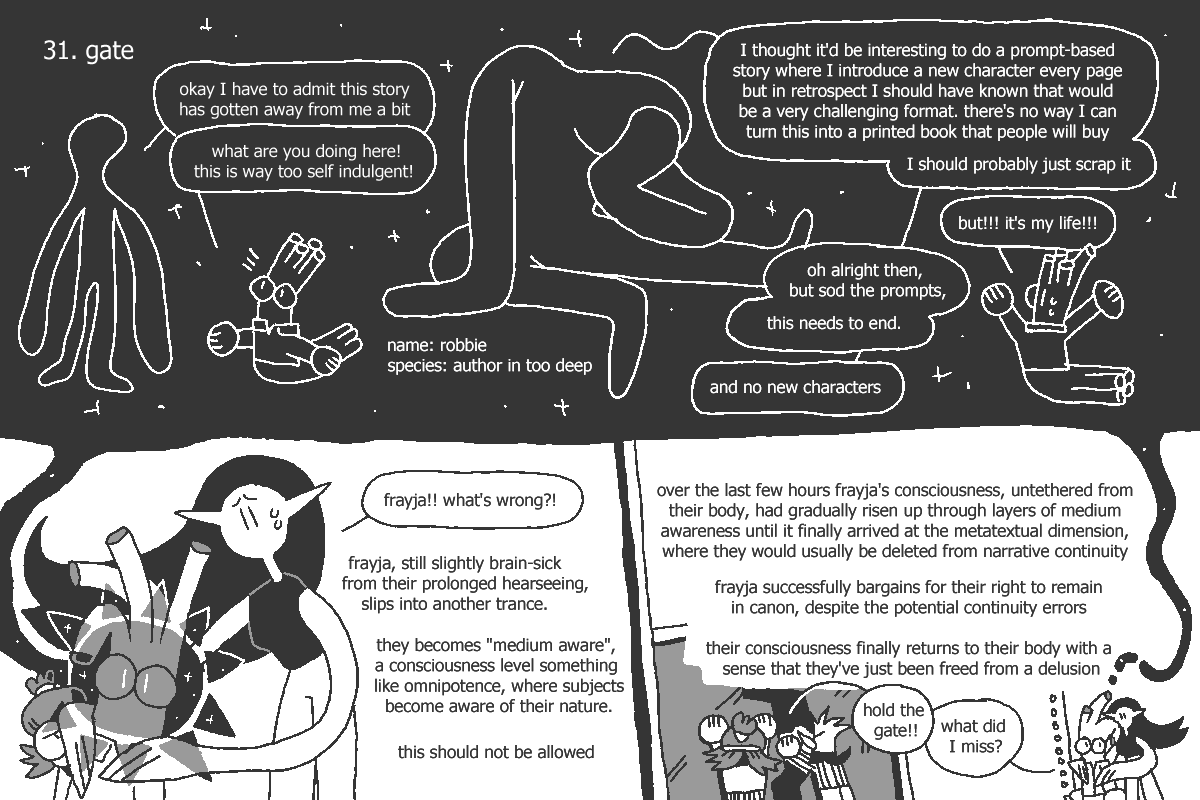 31. gate
okay I have to admit this story
has gotten away from me a bit
what are you doing here!
this is way too self indulgent!
I thought it'd be interesting to do a prompt-based
story where I introduce a new character every page
but in retrospect I should have known that would
be a very challenging format. there's no way I can
turn this into a printed book that people will buy
I should probably just scrap it
but!!! it's my life!!!
oh alright then,
but sod the prompts,
this needs to end.
and no new characters
name: robbie
species: author in too deep
frayja!! what's wrong?!
frayja, still slightly brain-sick
from their prolonged hearseeing,
slips into another trance.
they becomes "medium aware",
a consciousness level something
like omnipotence, where subjects
become aware of their nature.
this should not be allowed
over the last few hours frayja's consciousness, untethered from
their body, had gradually risen up through layers of medium
awareness until it finally arrived at the metatextual dimension,
where they would usually be deleted from narrative continuity
frayja successfully bargains for their right to remain
in canon, despite the potential continuity errors
their consciousness finally returns to their body with a
sense that they've just been freed from a delusion
hold the
gate!!
what did
I miss?